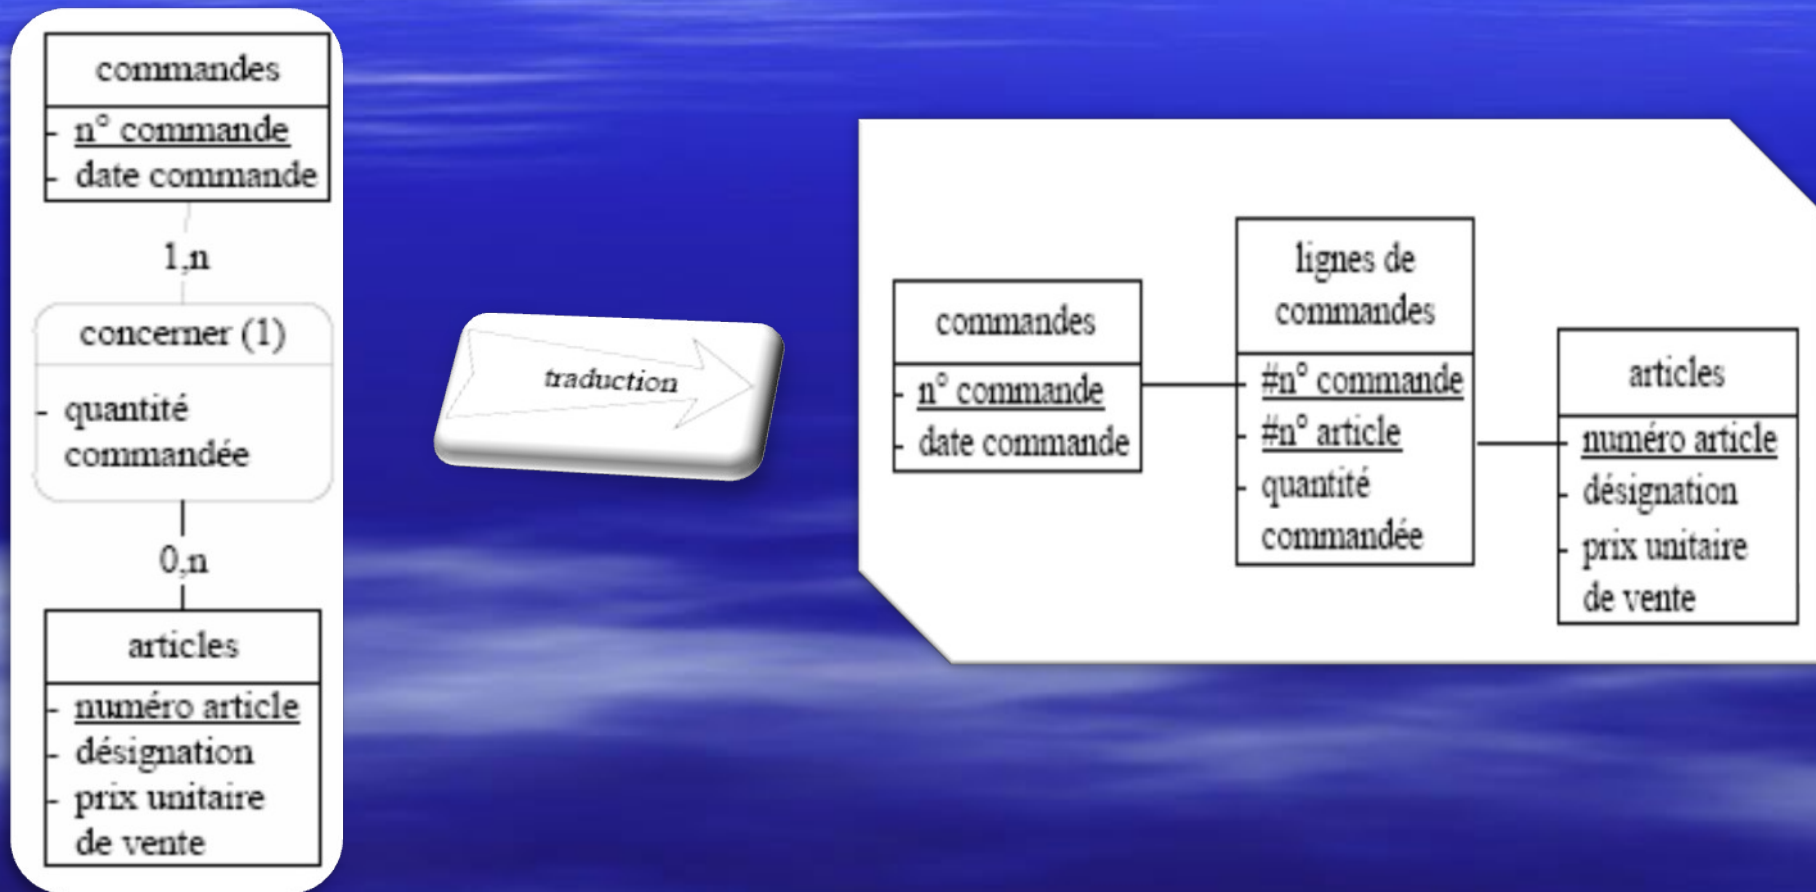 commandes
- n° commande
- date commande
1,n
concerner (1)
- quantité
commandée
0,n
articles
- numéro article
- désignation
- prix unitaire
de vente
traduction
commandes
- n° commande
- date commande
lignes de
commandes
- #n° commande
- #n° article
- quantité
commandée
articles
- numéro article
- désignation
- prix unitaire
de vente